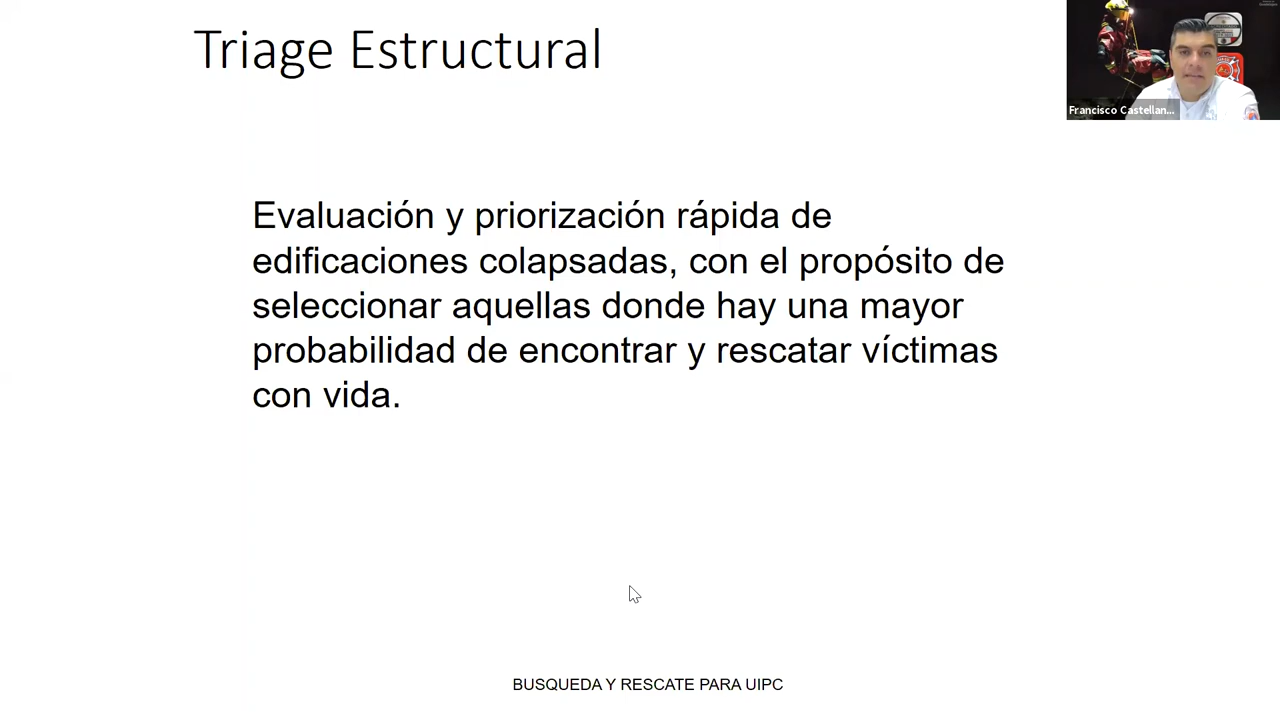 Triage Estructural
Francisco Castellan...
Evaluación y priorización rápida de
edificaciones colapsadas, con el propósito de
seleccionar aquellas donde hay una mayor
probabilidad de encontrar y rescatar víctimas
con vida.
BUSQUEDA Y RESCATE PARA UIPC